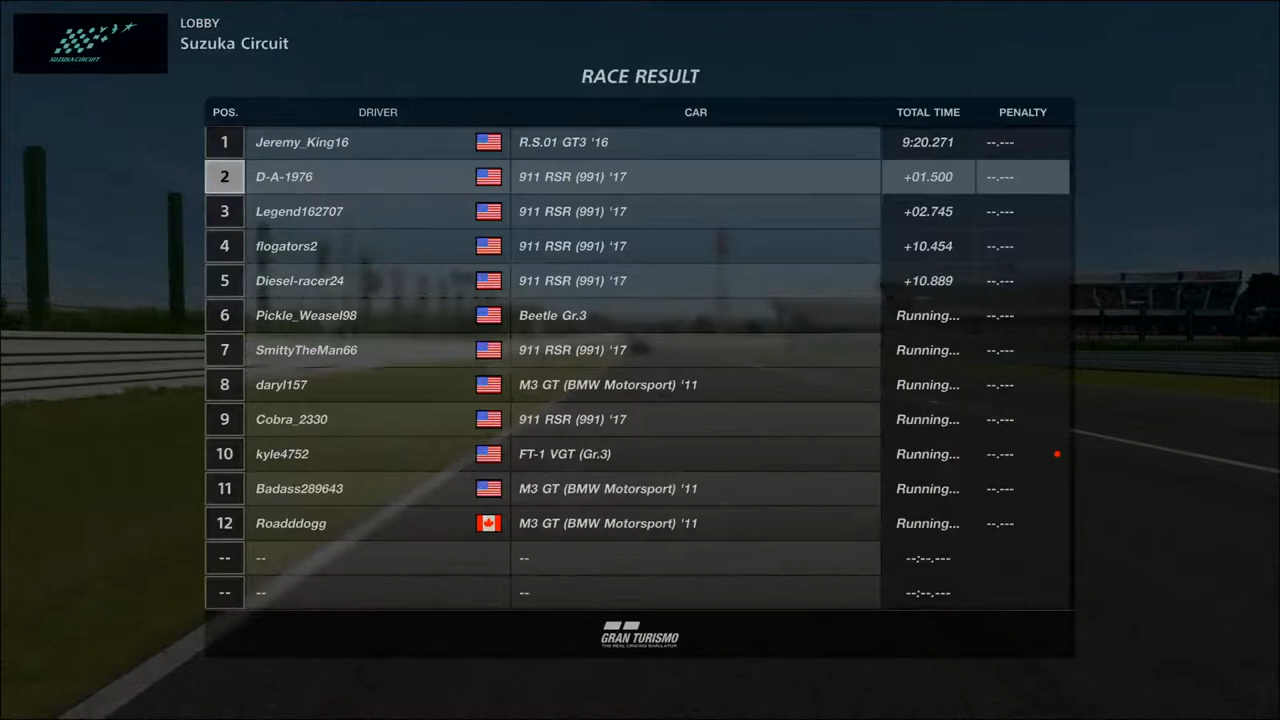 LOBBY
Suzuka Circuit
SUZUKA CIRCUIT
RACE RESULT
POS. DRIVER CAR TOTAL TIME PENALTY
1 Jeremy_King16 R.S.01 GT3 '16 9:20.271 --.---
2 D-A-1976 911 RSR (991) '17 +01.500 --.---
3 Legend162707 911 RSR (991) '17 +02.745 --.---
4 flogators2 911 RSR (991) '17 +10.454 --.---
5 Diesel-racer24 911 RSR (991) '17 +10.889 --.---
6 Pickle_Weasel98 Beetle Gr.3 Running... --.---
7 SmittyTheMan66 911 RSR (991) '17 Running... --.---
8 daryl157 M3 GT (BMW Motorsport) '11 Running... --.---
9 Cobra_2330 911 RSR (991) '17 Running... --.---
10 kyle4752 FT-1 VGT (Gr.3) Running... --.---
11 Badass289643 M3 GT (BMW Motorsport) '11 Running... --.---
12 Roadddogg M3 GT (BMW Motorsport) '11 Running... --.---
-- -- -- --:--.---
-- -- -- --:--.---
GRAN TURISMO
THE REAL DRIVING SIMULATOR